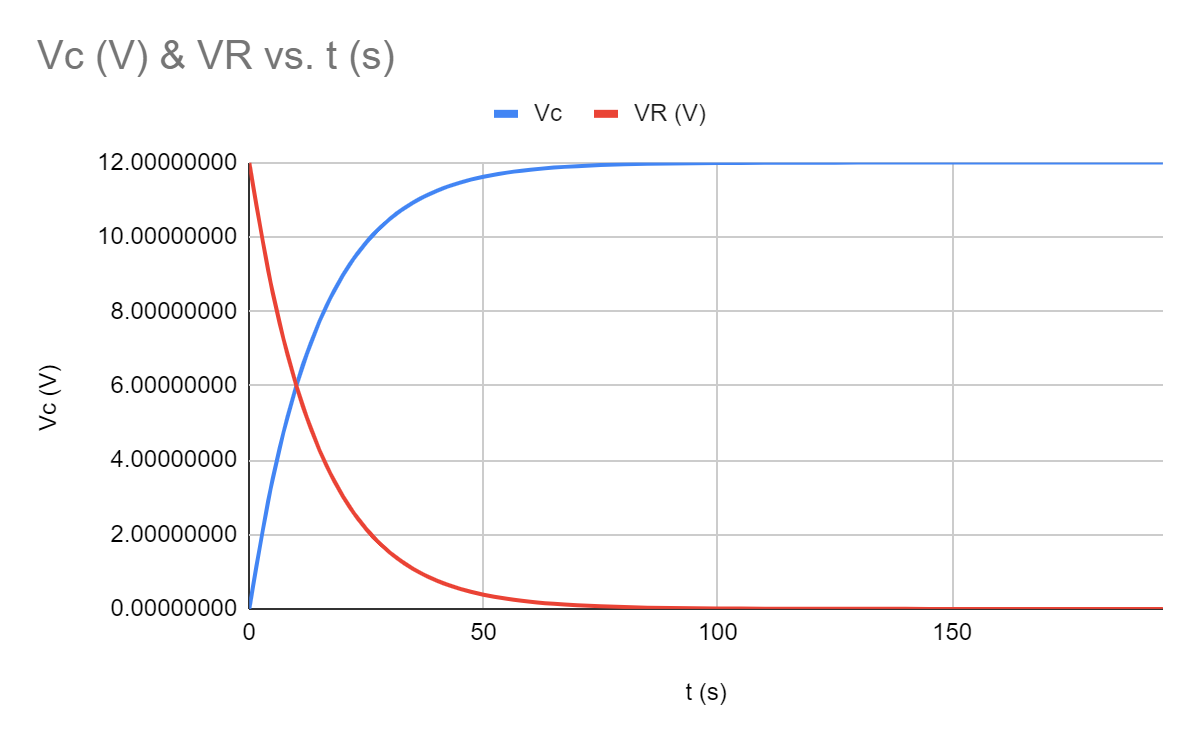 Vc (V) & VR vs. t (s)
Vc VR (V)
12.00000000
10.00000000
8.00000000
6.00000000
4.00000000
2.00000000
0.00000000
Vc (V)
0 50 100 150
t (s)